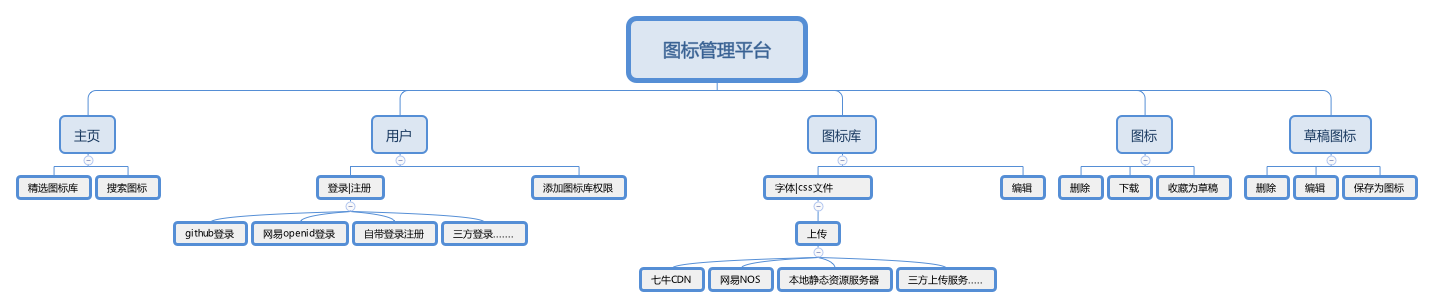 图标管理平台
主页
用户
图标库
图标
草稿图标
精选图标库
搜索图标
登录|注册
添加图标库权限
字体|css文件
编辑
删除
下载
收藏为草稿
删除
编辑
保存为图标
github登录
网易openid登录
自带登录注册
三方登录.......
上传
七牛CDN
网易NOS
本地静态资源服务器
三方上传服务.....